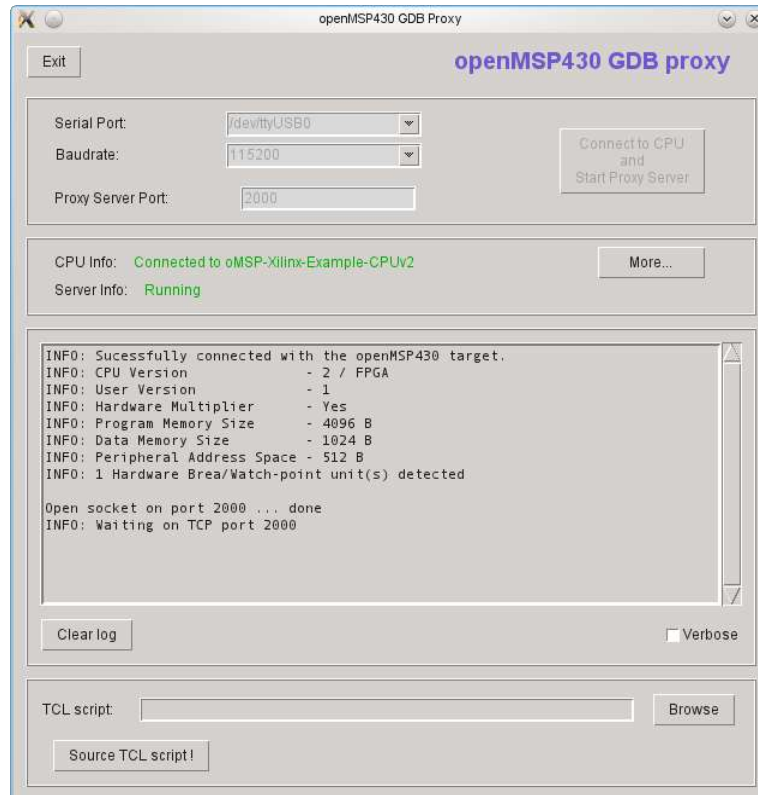 openMSP430 GDB Proxy
Exit
openMSP430 GDB proxy
Serial Port:
/dev/ttyUSB0
Baudrate:
115200
Connect to CPU
and
Start Proxy Server
Proxy Server Port:
2000
CPU Info: Connected to oMSP-Xilinx-Example-CPUv2
More...
Server Info: Running
INFO: Sucessfully connected with the openMSP430 target.
INFO: CPU Version - 2 / FPGA
INFO: User Version - 1
INFO: Hardware Multiplier - Yes
INFO: Program Memory Size - 4096 B
INFO: Data Memory Size - 1024 B
INFO: Peripheral Address Space - 512 B
INFO: 1 Hardware Brea/Watch-point unit(s) detected
Open socket on port 2000 ... done
INFO: Waiting on TCP port 2000
Clear log
Verbose
TCL script:
Browse
Source TCL script !